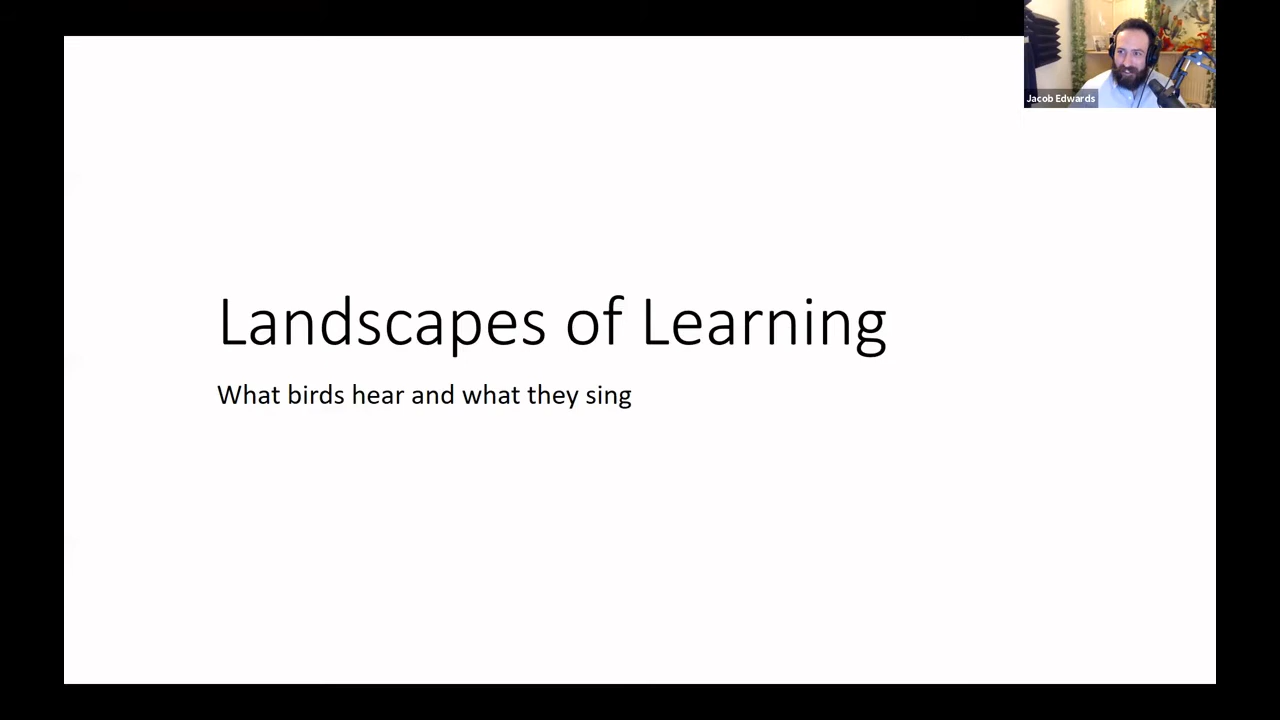 Jacob Edwards
Landscapes of Learning
What birds hear and what they sing